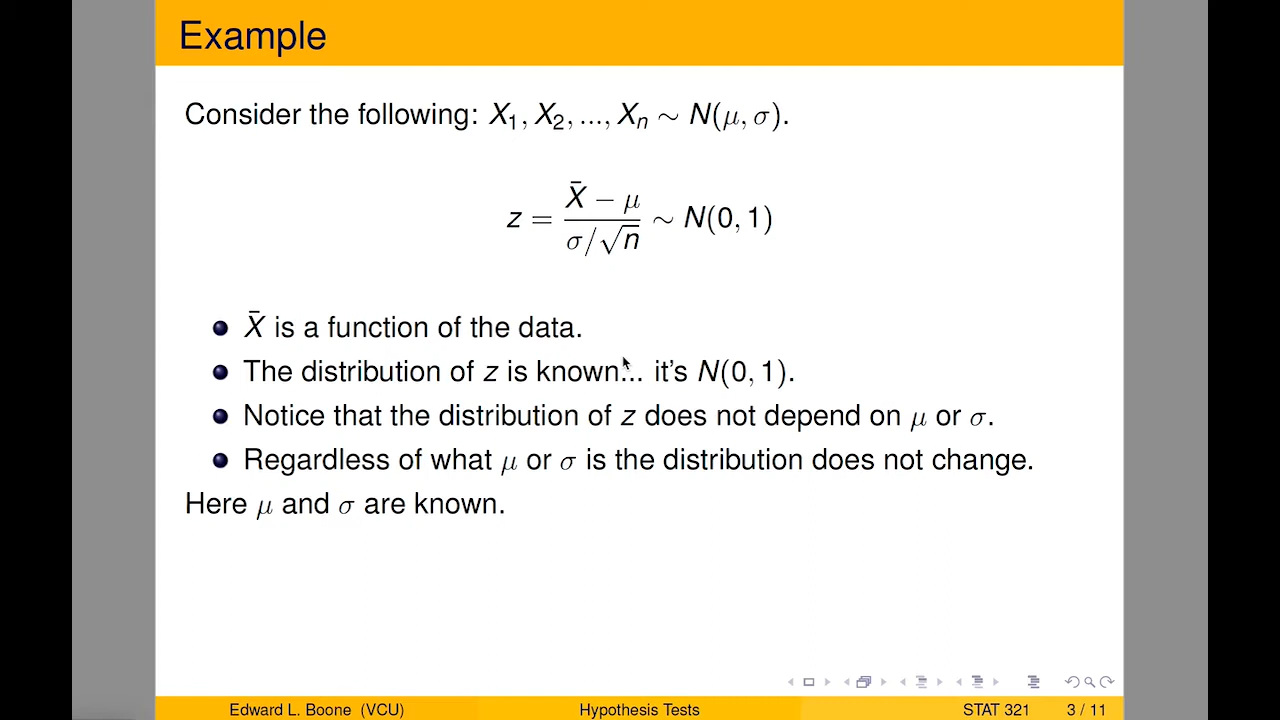 Example
Consider the following: X₁, X₂, ..., Xₙ ∼ N(μ, σ).
z = (X̄ − μ) / (σ/√n) ∼ N(0, 1)
X̄ is a function of the data.
The distribution of z is known... it's N(0, 1).
Notice that the distribution of z does not depend on μ or σ.
Regardless of what μ or σ is the distribution does not change.
Here μ and σ are known.
Edward L. Boone (VCU) Hypothesis Tests STAT 321 3 / 11